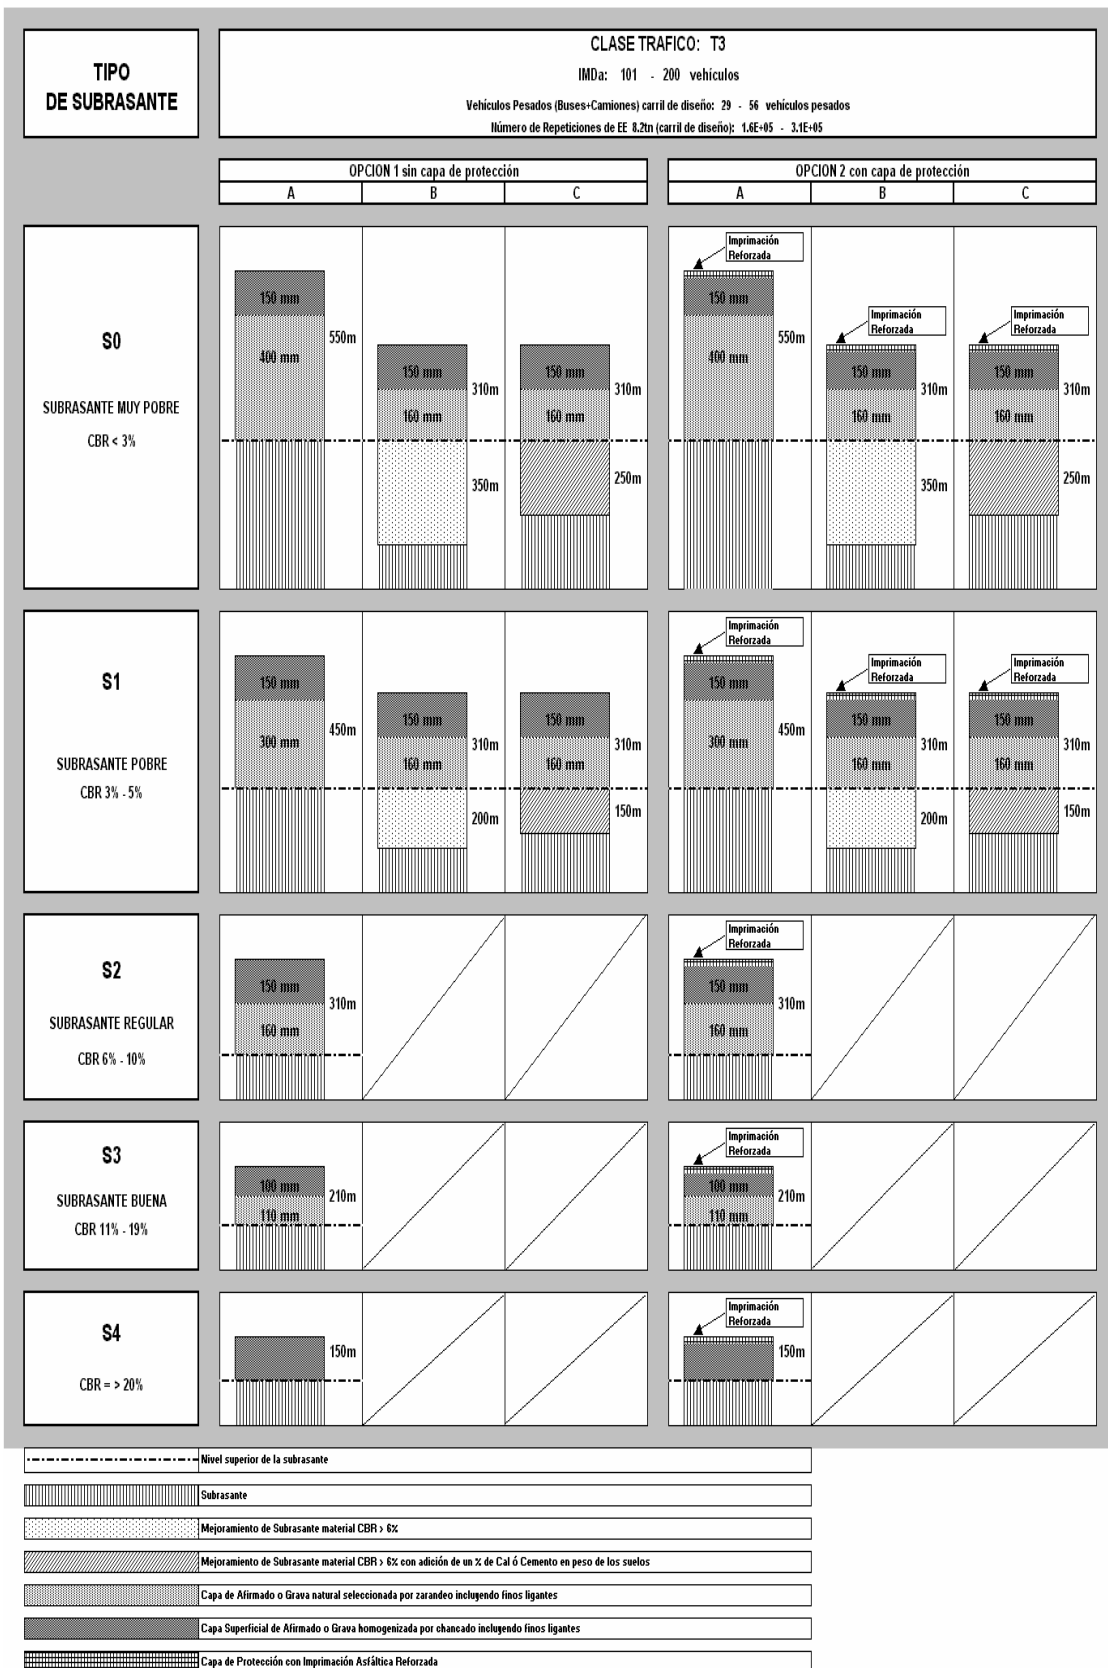 TIPO
DE SUBRASANTE
CLASE TRAFICO: T3
IMDa: 101 - 200 vehículos
Vehículos Pesados (Buses+Camiones) carril de diseño: 29 - 56 vehículos pesados
Número de Repeticiones de EE 8.2tn (carril de diseño): 1.6E+05 - 3.1E+05
OPCION 1 sin capa de protección
OPCION 2 con capa de protección
A B C
A B C
S0
SUBRASANTE MUY POBRE
CBR < 3%
150 mm
400 mm
550m
150 mm
160 mm
310m
350m
150 mm
160 mm
310m
250m
Imprimación
Reforzada
150 mm
400 mm
550m
Imprimación
Reforzada
150 mm
160 mm
310m
350m
Imprimación
Reforzada
150 mm
160 mm
310m
250m
S1
SUBRASANTE POBRE
CBR 3% - 5%
150 mm
300 mm
450m
150 mm
160 mm
310m
200m
150 mm
160 mm
310m
150m
Imprimación
Reforzada
150 mm
300 mm
450m
Imprimación
Reforzada
150 mm
160 mm
310m
200m
Imprimación
Reforzada
150 mm
160 mm
310m
150m
S2
SUBRASANTE REGULAR
CBR 6% - 10%
150 mm
160 mm
310m
Imprimación
Reforzada
150 mm
160 mm
310m
S3
SUBRASANTE BUENA
CBR 11% - 19%
100 mm
110 mm
210m
Imprimación
Reforzada
100 mm
110 mm
210m
S4
CBR = > 20%
150m
Imprimación
Reforzada
150m
Nivel superior de la subrasante
Subrasante
Mejoramiento de Subrasante material CBR > 6%
Mejoramiento de Subrasante material CBR > 6% con adición de un % de Cal ó Cemento en peso de los suelos
Capa de Afirmado o Grava natural seleccionada por zarandeo incluyendo finos ligantes
Capa Superficial de Afirmado o Grava homogenizada por chancado incluyendo finos ligantes
Capa de Protección con Imprimación Asfáltica Reforzada